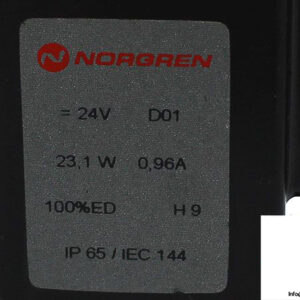 NORGREN
= 24V D01
23,1 W 0,96A
100%ED H 9
IP 65 / IEC 144